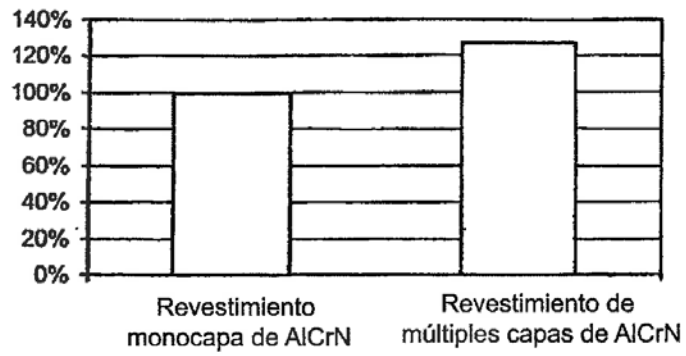 140%
120%
100%
80%
60%
40%
20%
0%
Revestimiento
monocapa de AlCrN
Revestimiento de
múltiples capas de AlCrN